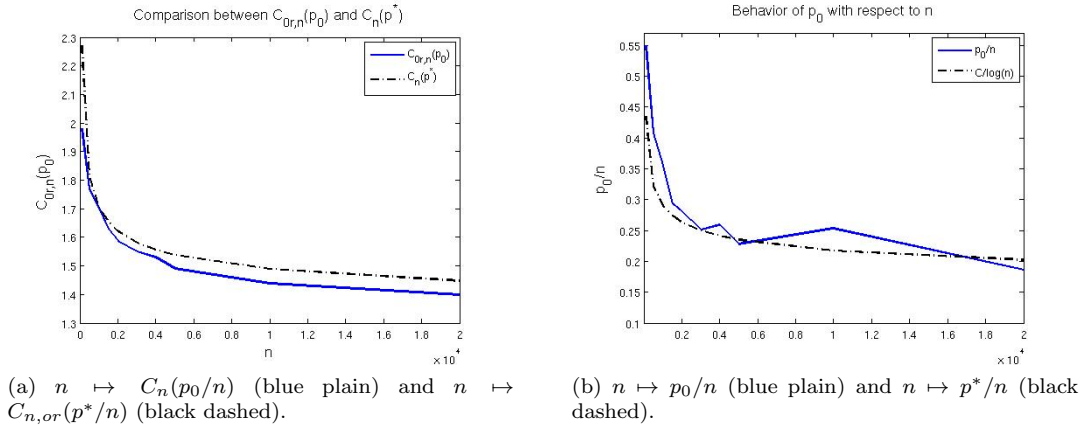 Comparison between C_{0r,n}(p_0) and C_n(p^*)
2.3
2.2
2.1
2
1.9
1.8
1.7
1.6
1.5
1.4
1.3
C_{0r,n}(p_0)
C_{0r,n}(p_0)
C_n(p^*)
0 0.2 0.4 0.6 0.8 1 1.2 1.4 1.6 1.8 2
n
× 10^4
(a) n ↦ C_n(p_0/n) (blue plain) and n ↦
C_{n,or}(p*/n) (black dashed).
Behavior of p_0 with respect to n
0.55
0.5
0.45
0.4
0.35
0.3
0.25
0.2
0.15
0.1
p_0/n
p_0/n
C/log(n)
0.2 0.4 0.6 0.8 1 1.2 1.4 1.6 1.8 2
n
× 10^4
(b) n ↦ p_0/n (blue plain) and n ↦ p*/n (black
dashed).